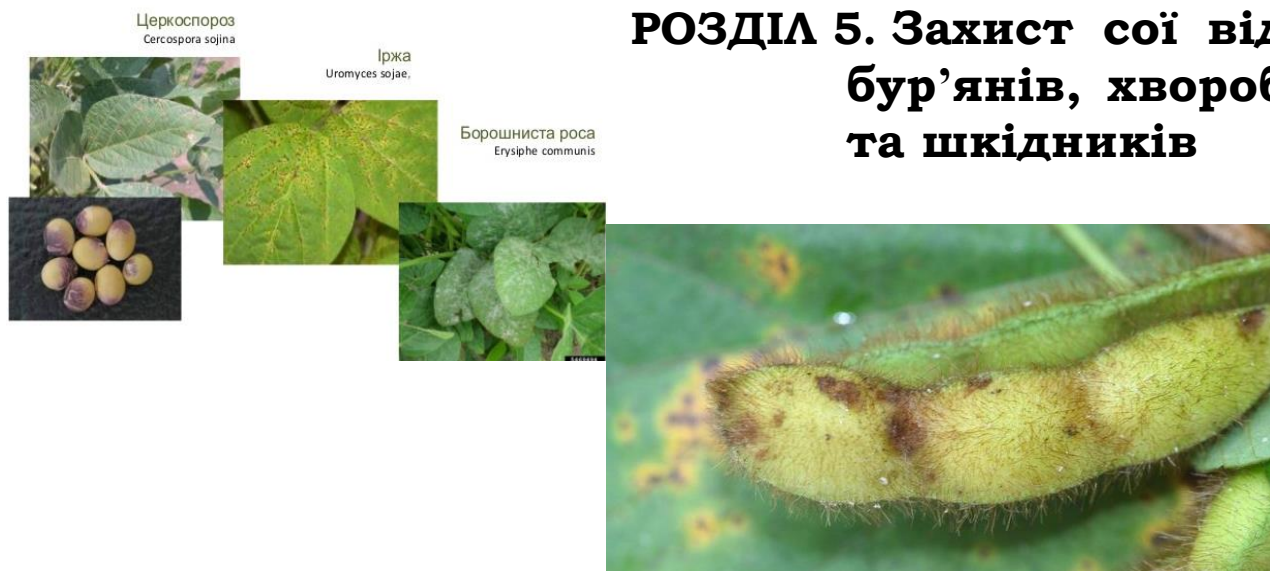 Церкоспороз
Cercospora sojina
Іржа
Uromyces sojae,
Борошниста роса
Erysiphe communis
РОЗДІЛ 5. Захист сої від
бур’янів, хвороб
та шкідників